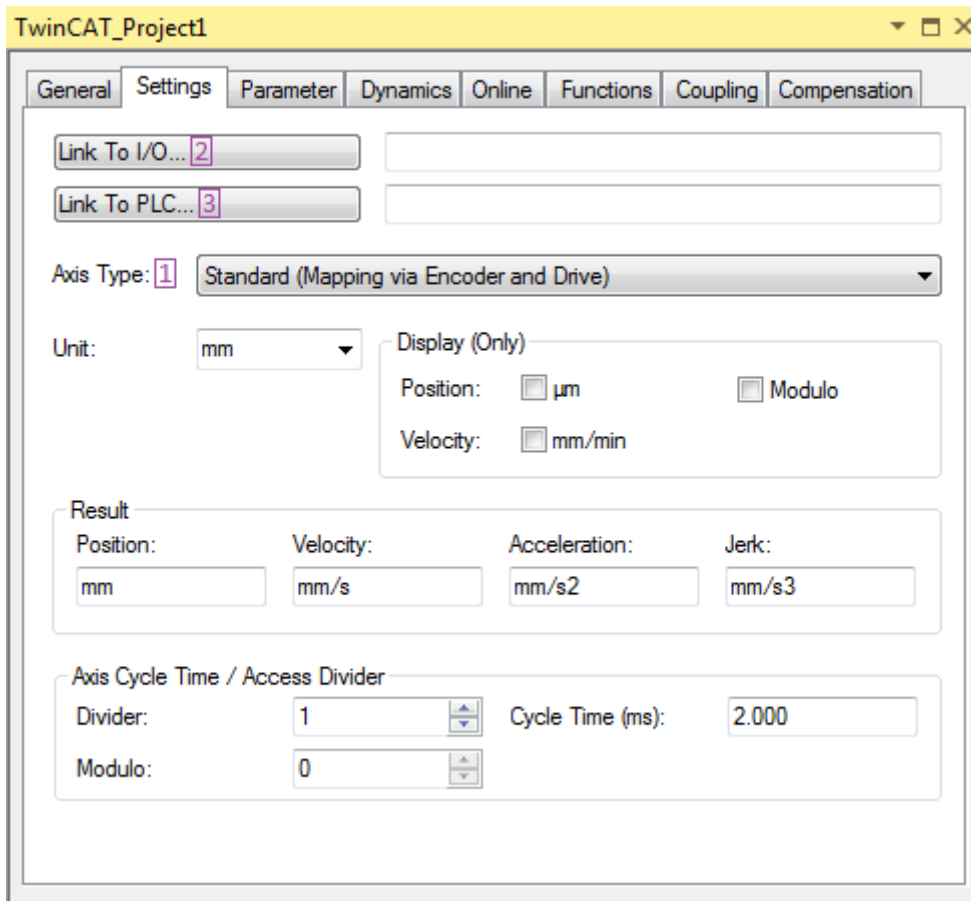 TwinCAT_Project1
General Settings Parameter Dynamics Online Functions Coupling Compensation
Link To I/O... 2
Link To PLC... 3
Axis Type: 1 Standard (Mapping via Encoder and Drive)
Unit: mm
Display (Only)
Position: µm Modulo
Velocity: mm/min
Result
Position: Velocity: Acceleration: Jerk:
mm mm/s mm/s2 mm/s3
Axis Cycle Time / Access Divider
Divider: 1 Cycle Time (ms): 2.000
Modulo: 0